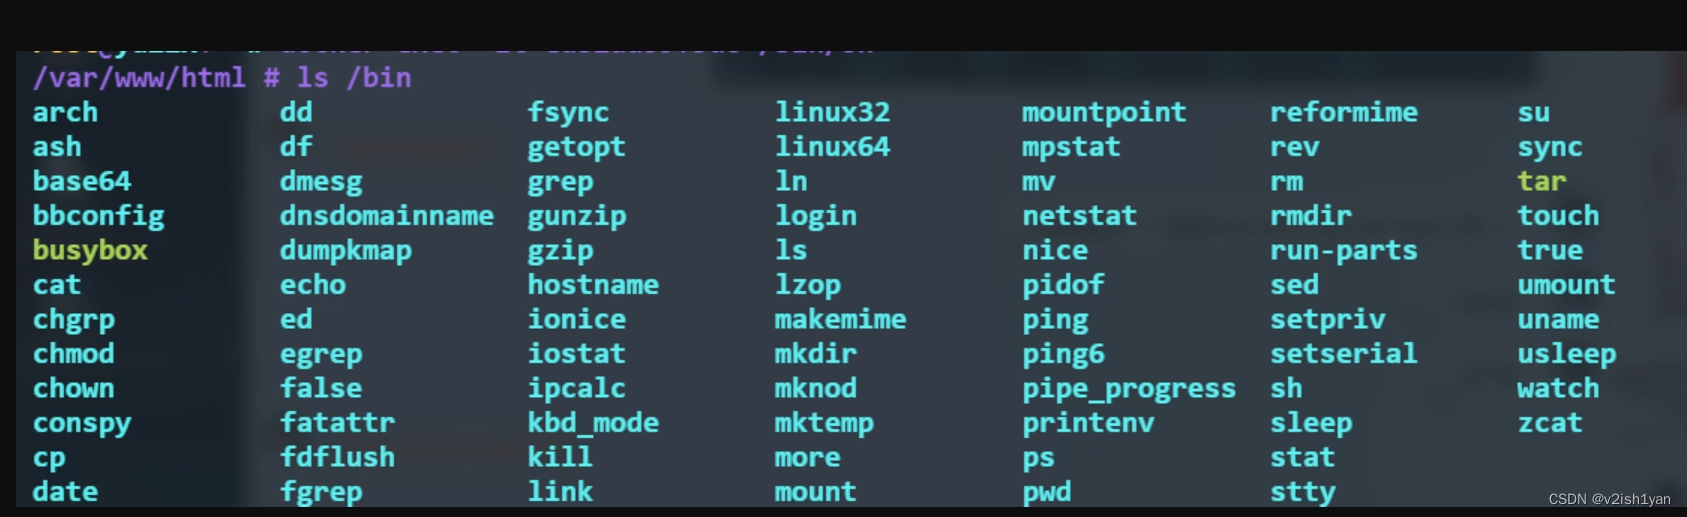 /var/www/html # ls /bin
arch dd fsync linux32 mountpoint reformime su
ash df getopt linux64 mpstat rev sync
base64 dmesg grep ln mv rm tar
bbconfig dnsdomainname gunzip login netstat rmdir touch
busybox dumpkmap gzip ls nice run-parts true
cat echo hostname lzop pidof sed umount
chgrp ed ionice makemime ping setpriv uname
chmod egrep iostat mkdir ping6 setserial usleep
chown false ipcalc mknod pipe_progress sh watch
conspy fatattr kbd_mode mktemp printenv sleep zcat
cp fdflush kill more ps stat
date fgrep link mount pwd stty
CSDN @v2ish1yan